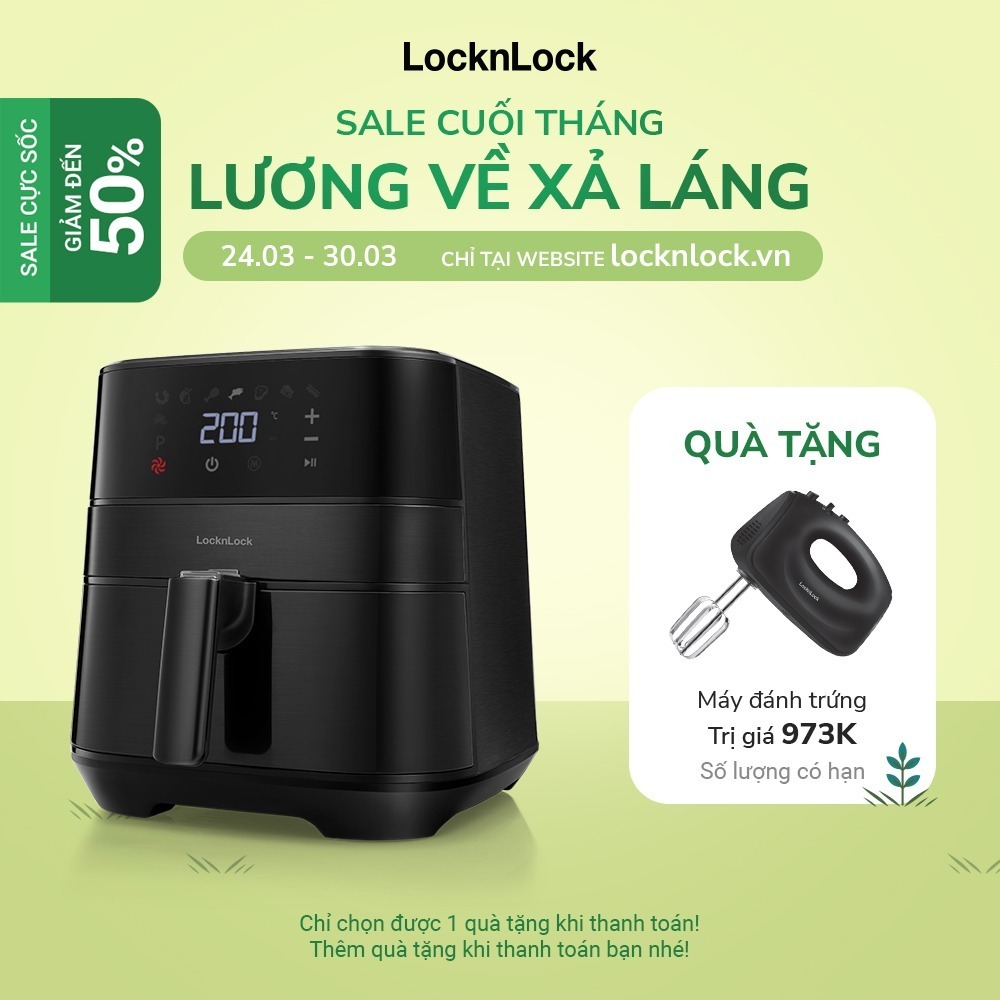 LocknLock
SALE CUỐI THÁNG
LƯƠNG VỀ XẢ LÁNG
24.03 - 30.03 CHỈ TẠI WEBSITE locknlock.vn
SALE CỰC SỐC
GIẢM ĐẾN
50%
200 °C
P
M
LocknLock
QUÀ TẶNG
LocknLock
Máy đánh trứng
Trị giá 973K
Số lượng có hạn
Chỉ chọn được 1 quà tặng khi thanh toán!
Thêm quà tặng khi thanh toán bạn nhé!